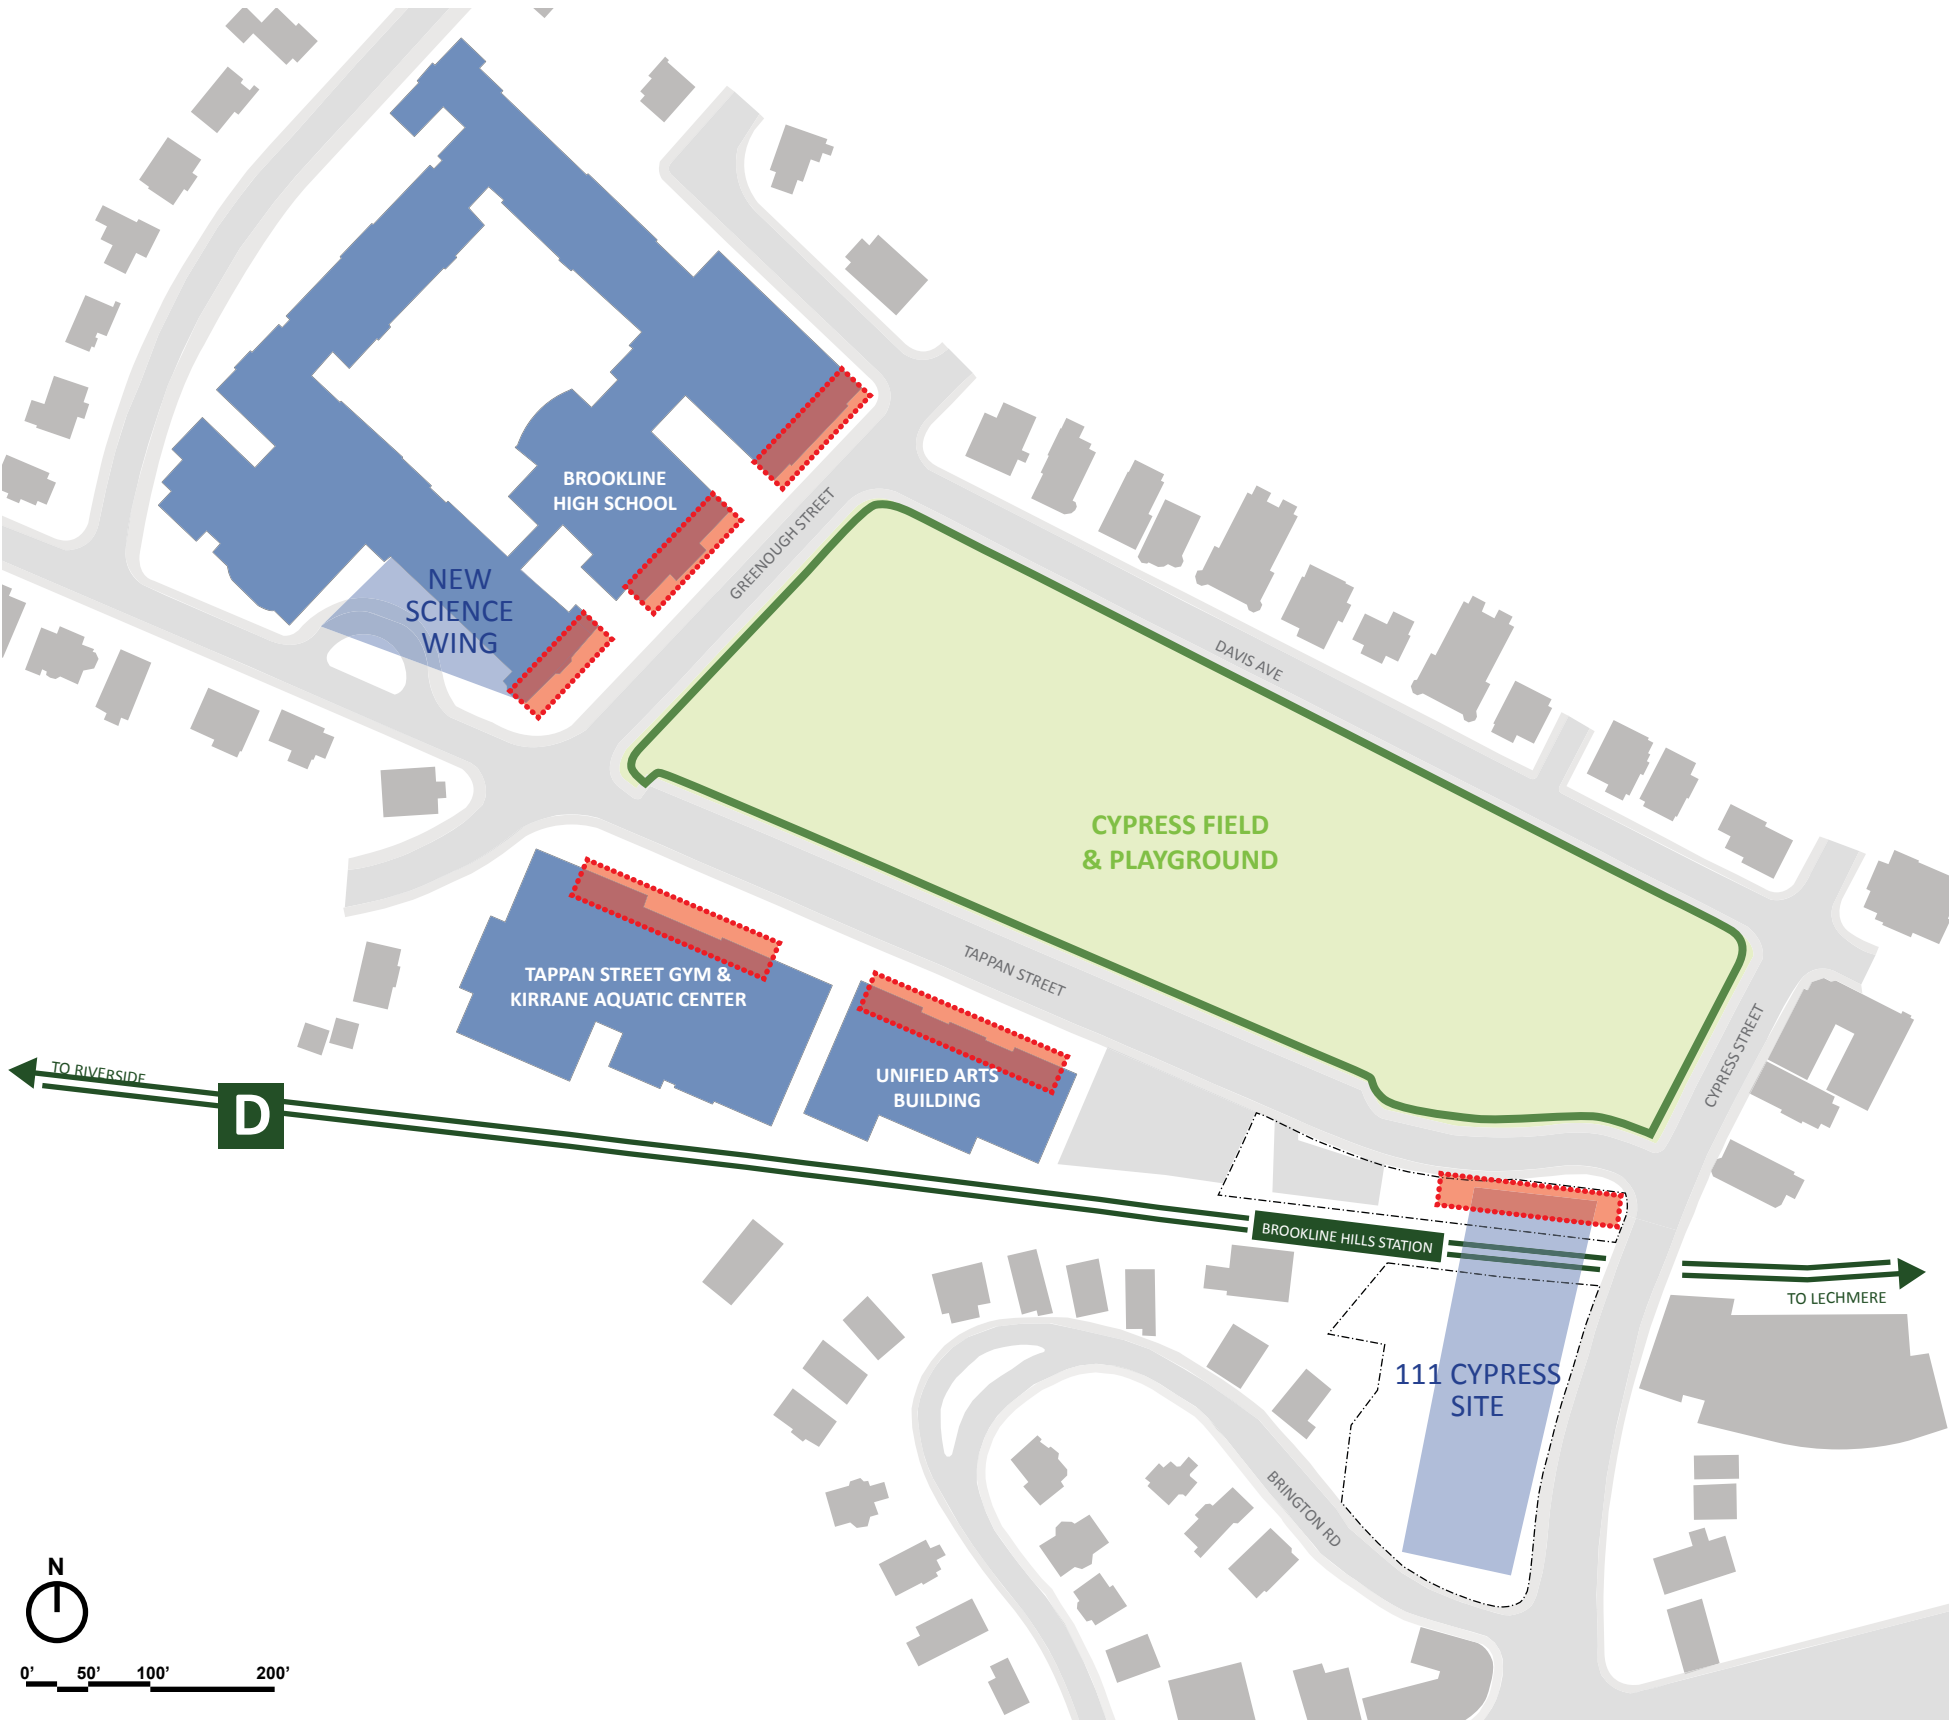 BROOKLINE
HIGH SCHOOL
NEW
SCIENCE
WING
GREENOUGH STREET
DAVIS AVE
CYPRESS FIELD
& PLAYGROUND
TAPPAN STREET
TAPPAN STREET GYM &
KIRRANE AQUATIC CENTER
UNIFIED ARTS
BUILDING
CYPRESS STREET
TO RIVERSIDE
D
BROOKLINE HILLS STATION
TO LECHMERE
111 CYPRESS
SITE
BRINGTON RD
N
0' 50' 100' 200'